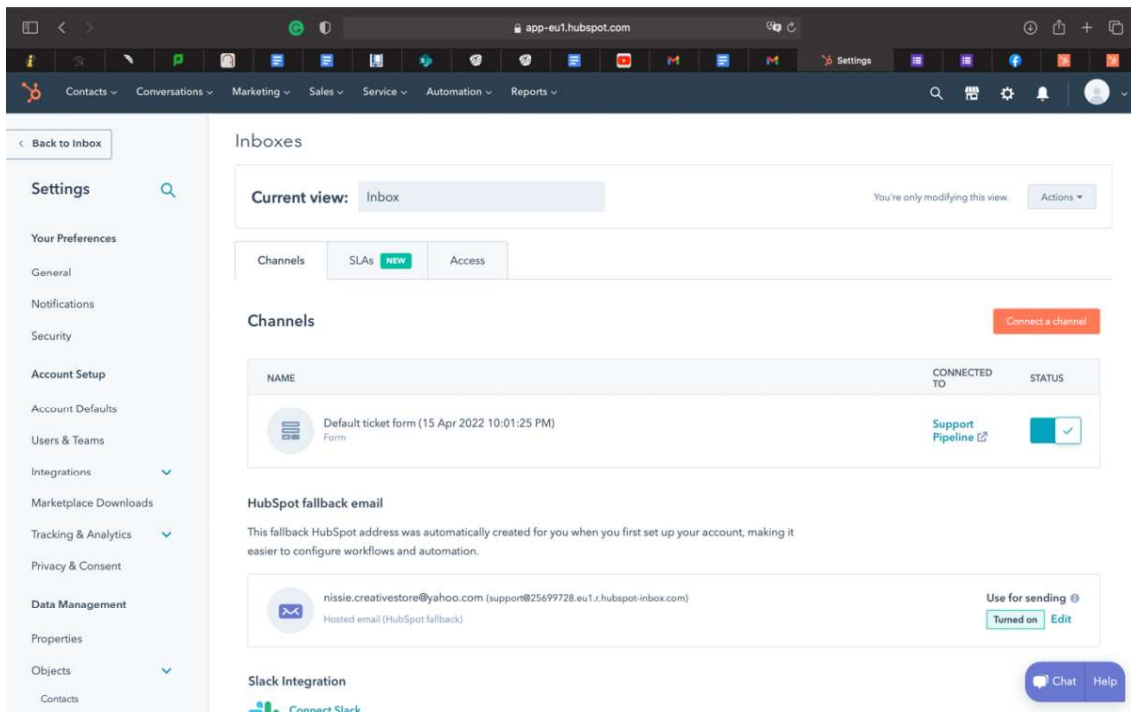 app-eu1.hubspot.com
Settings
Contacts
Conversations
Marketing
Sales
Service
Automation
Reports
Back to Inbox
Settings
Your Preferences
General
Notifications
Security
Account Setup
Account Defaults
Users & Teams
Integrations
Marketplace Downloads
Tracking & Analytics
Privacy & Consent
Data Management
Properties
Objects
Contacts
Inboxes
Current view: Inbox
You're only modifying this view.
Actions
Channels
SLAs NEW
Access
Channels
Connect a channel
NAME
CONNECTED
TO
STATUS
Default ticket form (15 Apr 2022 10:01:25 PM)
Form
Support
Pipeline
HubSpot fallback email
This fallback HubSpot address was automatically created for you when you first set up your account, making it
easier to configure workflows and automation.
nissie.creativestore@yahoo.com (support@25699728.eu1.r.hubspot-inbox.com)
Hosted email (HubSpot fallback)
Use for sending
Turned on Edit
Slack Integration
Connect Slack
Chat Help